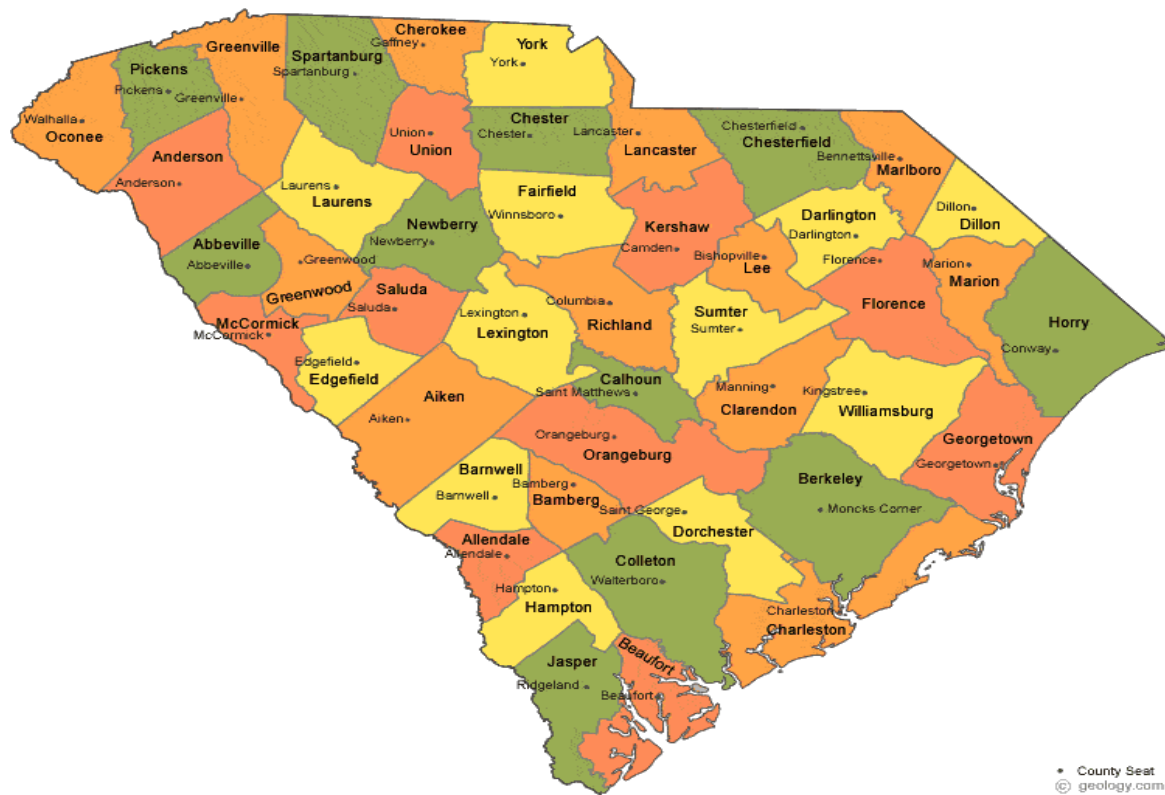 Cherokee
Gaffney
York
York
Greenville
Greenville
Spartanburg
Spartanburg
Pickens
Pickens
Walhalla
Oconee
Union
Union
Chester
Chester
Lancaster
Lancaster
Chesterfield
Chesterfield
Bennettsville
Marlboro
Anderson
Anderson
Laurens
Laurens
Fairfield
Winnsboro
Newberry
Newberry
Kershaw
Camden
Darlington
Darlington
Dillon
Dillon
Abbeville
Abbeville
Greenwood
Greenwood
Saluda
Saluda
Bishopville
Lee
Florence
Florence
Marion
Marion
McCormick
McCormick
Lexington
Lexington
Columbia
Richland
Sumter
Sumter
Horry
Conway
Edgefield
Edgefield
Aiken
Aiken
Calhoun
Saint Matthews
Manning
Clarendon
Kingstree
Williamsburg
Orangeburg
Orangeburg
Georgetown
Georgetown
Barnwell
Barnwell
Bamberg
Bamberg
Saint George
Dorchester
Berkeley
Moncks Corner
Allendale
Allendale
Colleton
Walterboro
Hampton
Hampton
Charleston
Charleston
Jasper
Ridgeland
Beaufort
Beaufort
County Seat
© geology.com